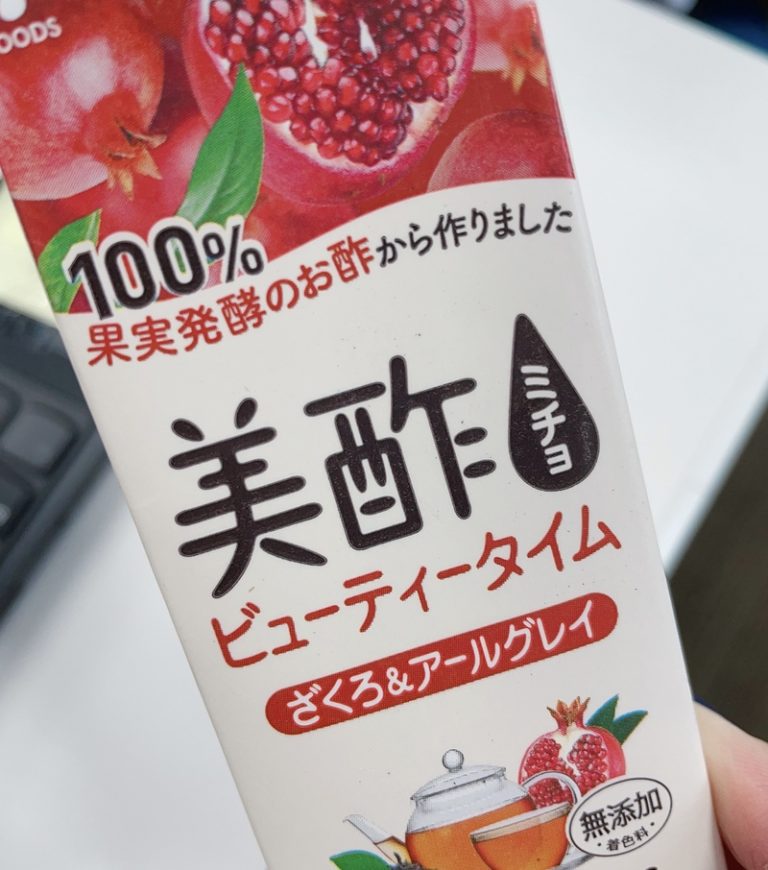 FOODS
100%
果実発酵のお酢から作りました
美酢
ミチョ
ビューティータイム
ざくろ&アールグレイ
無添加
・着色料・